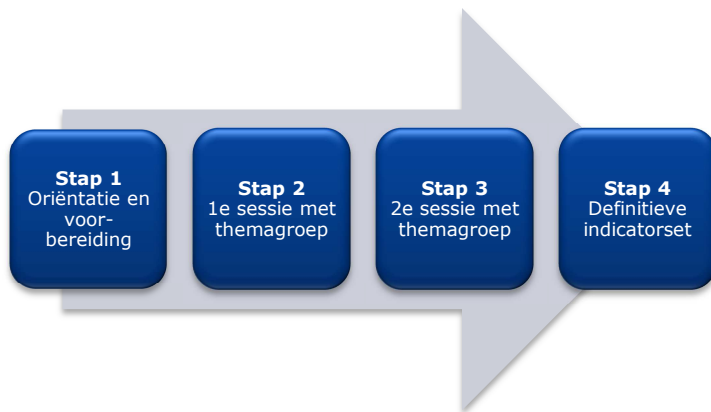 Stap 1
Oriëntatie en
voor-
bereiding
Stap 2
1e sessie met
themagroep
Stap 3
2e sessie met
themagroep
Stap 4
Definitieve
indicatorset